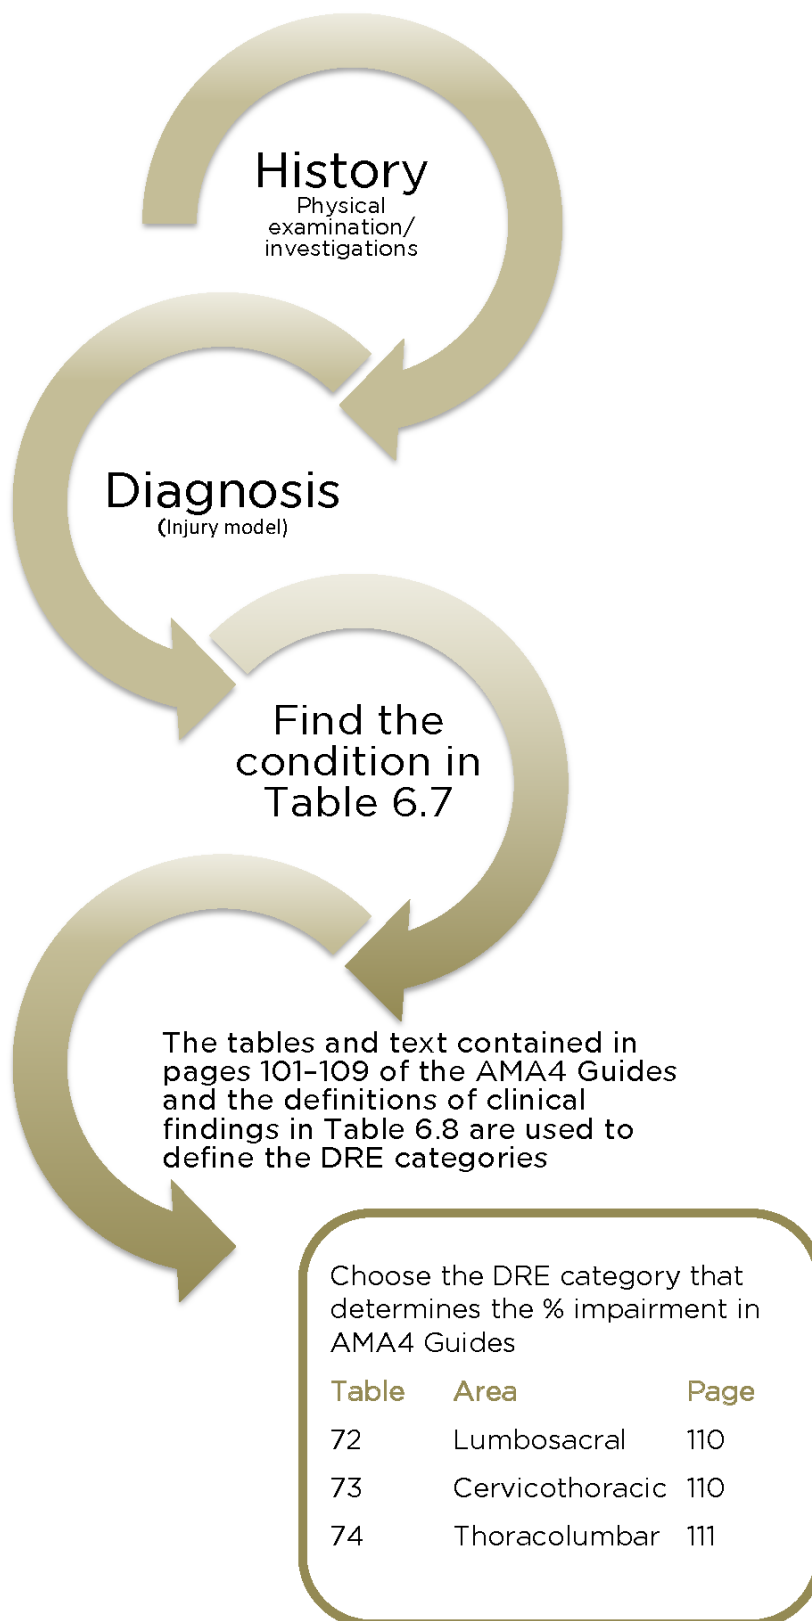 History
Physical
examination/
investigations
Diagnosis
(Injury model)
Find the
condition in
Table 6.7
The tables and text contained in
pages 101–109 of the AMA4 Guides
and the definitions of clinical
findings in Table 6.8 are used to
define the DRE categories
Choose the DRE category that
determines the % impairment in
AMA4 Guides
Table Area Page
72 Lumbosacral 110
73 Cervicothoracic 110
74 Thoracolumbar 111